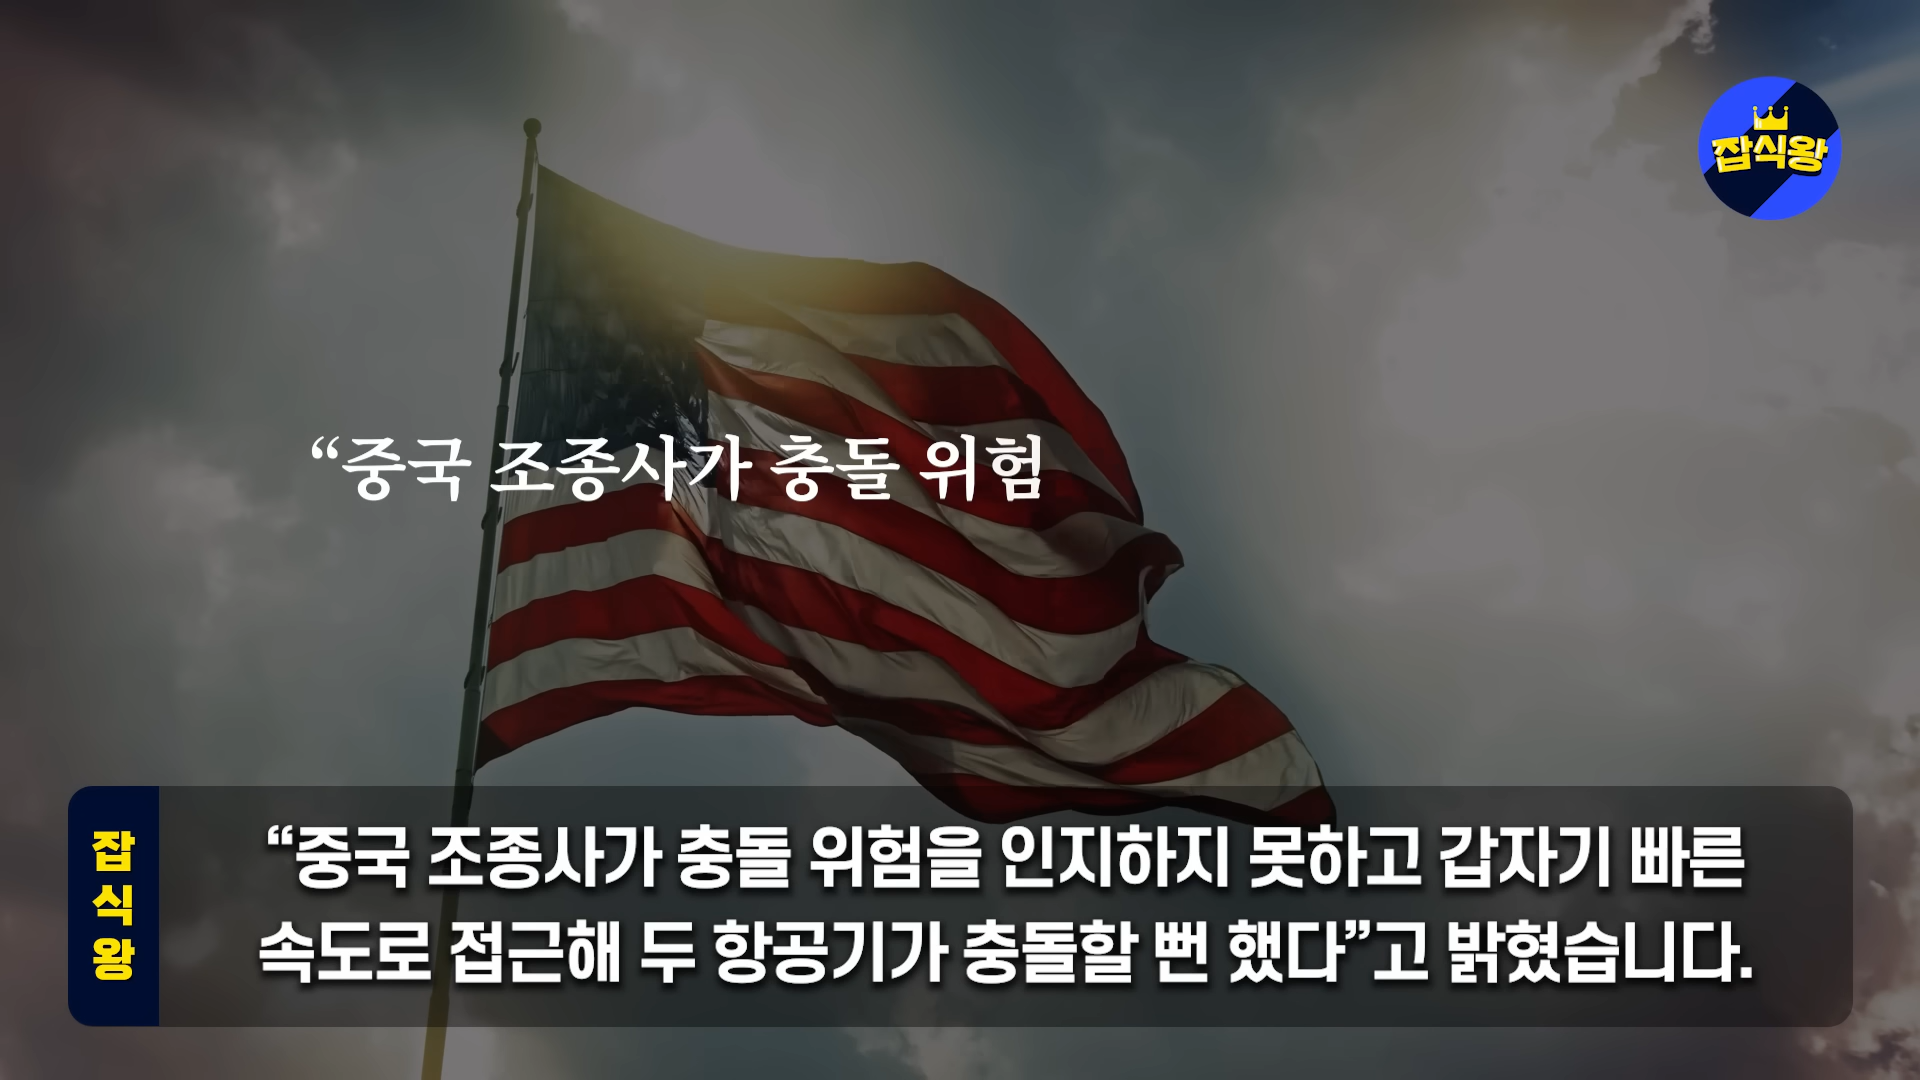 잡식왕
“중국 조종사가 충돌 위험
잡식왕
“중국 조종사가 충돌 위험을 인지하지 못하고 갑자기 빠른
속도로 접근해 두 항공기가 충돌할 뻔 했다”고 밝혔습니다.